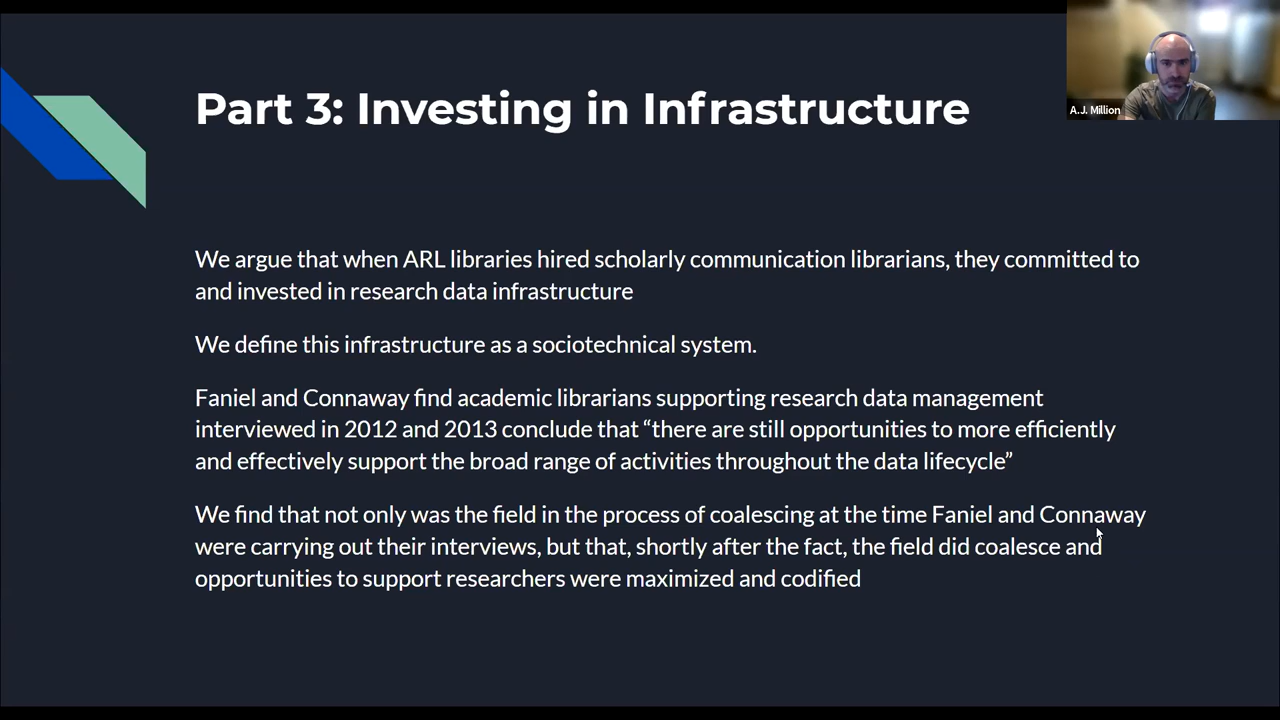 Part 3: Investing in Infrastructure
A.J. Million
We argue that when ARL libraries hired scholarly communication librarians, they committed to
and invested in research data infrastructure
We define this infrastructure as a sociotechnical system.
Faniel and Connaway find academic librarians supporting research data management
interviewed in 2012 and 2013 conclude that “there are still opportunities to more efficiently
and effectively support the broad range of activities throughout the data lifecycle”
We find that not only was the field in the process of coalescing at the time Faniel and Connaway
were carrying out their interviews, but that, shortly after the fact, the field did coalesce and
opportunities to support researchers were maximized and codified